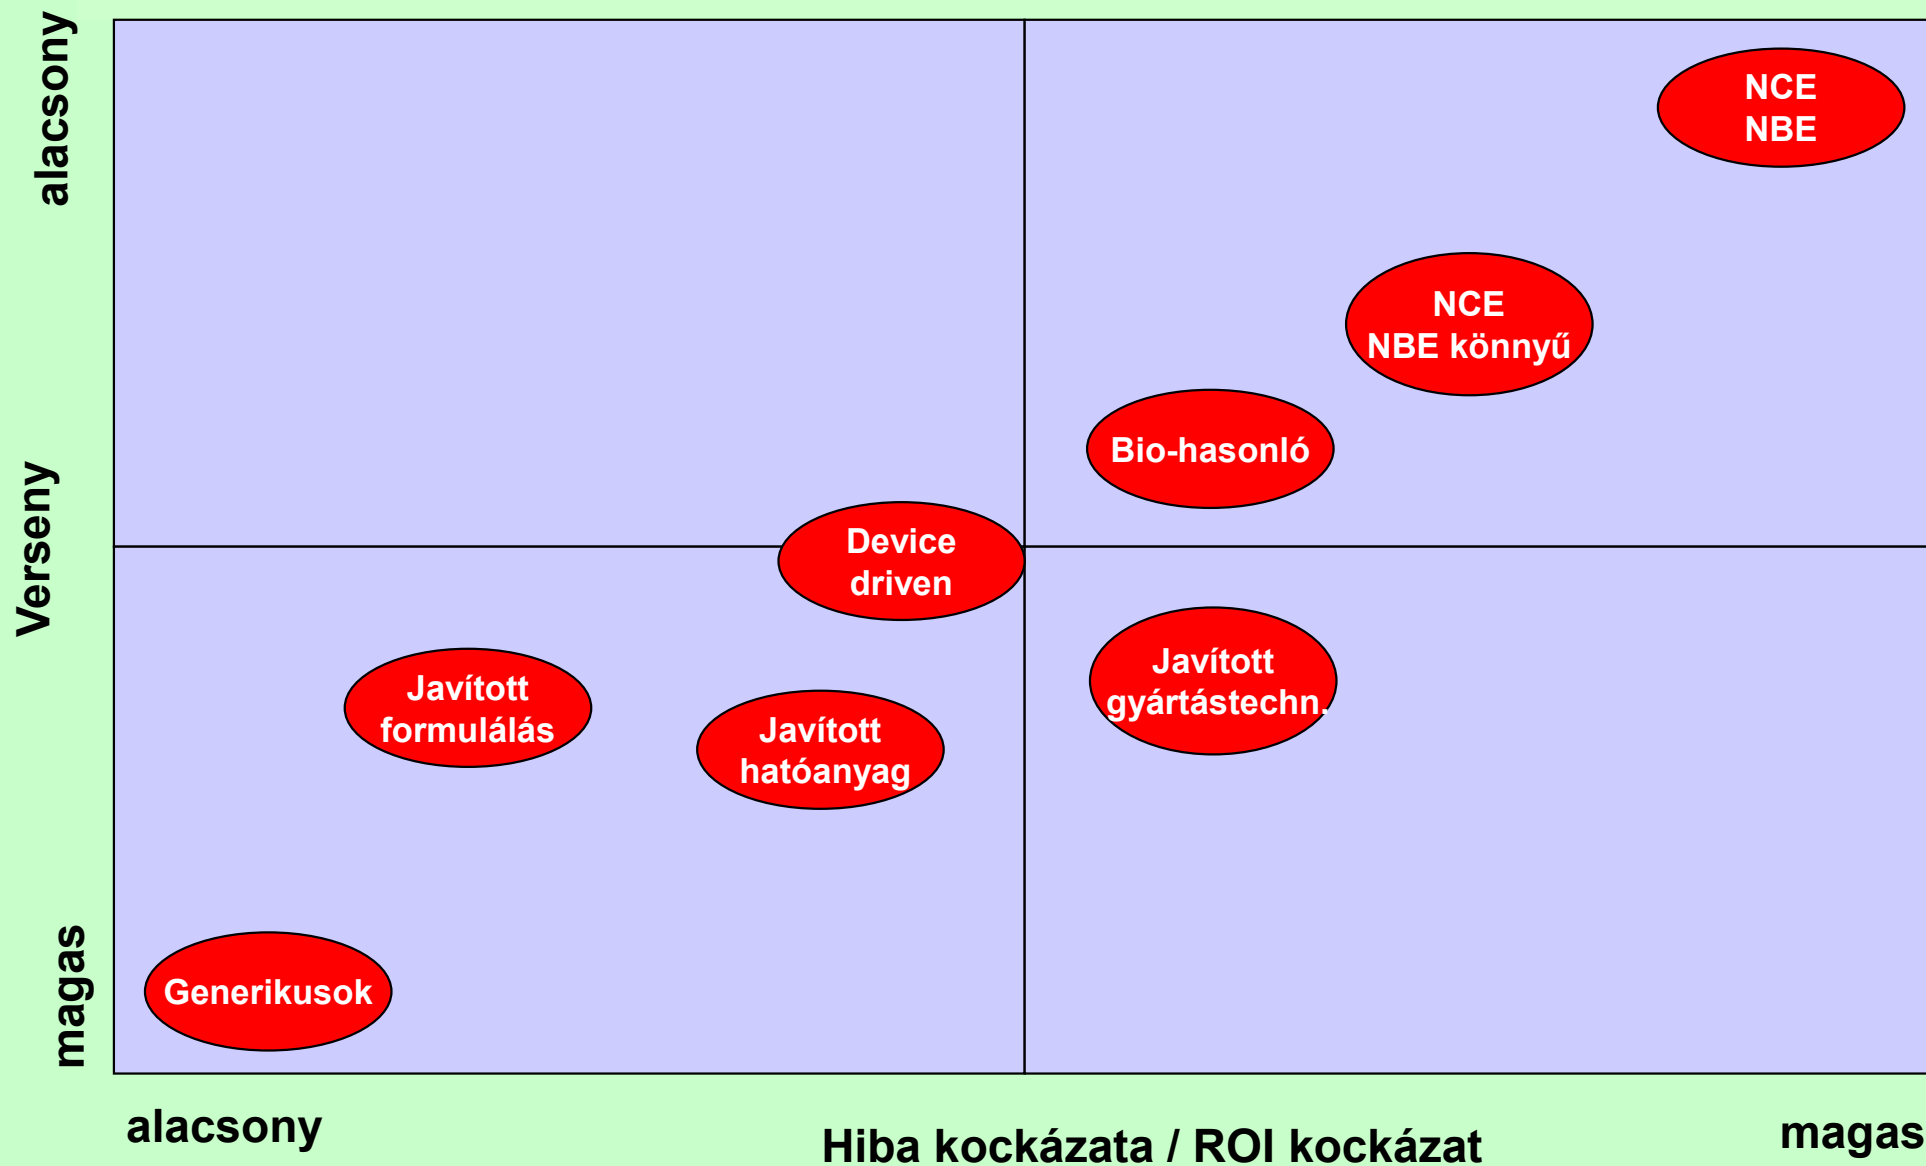 alacsony
NCE
NBE
NCE
NBE könnyű
Bio-hasonló
Verseny
Device
driven
Javított
formulálás
Javított
hatóanyag
Javított
gyártástechn.
magas
Generikusok
alacsony
Hiba kockázata / ROI kockázat
magas